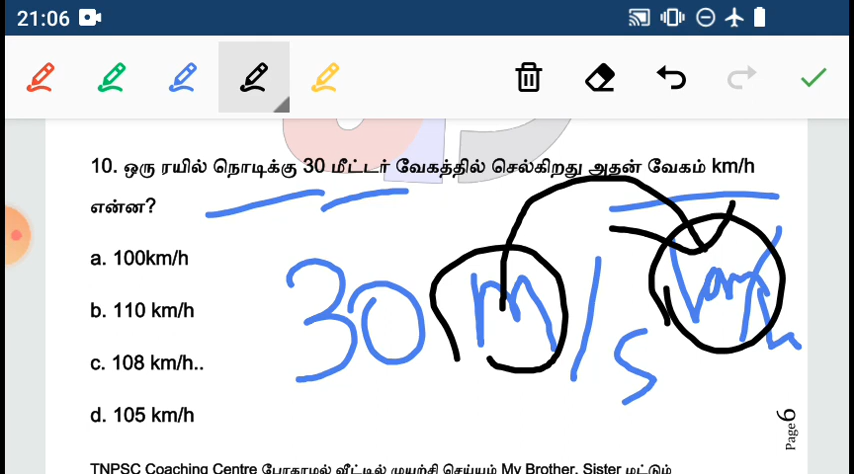 21:06
10. ஒரு ரயில் நொடிக்கு 30 மீட்டர் வேகத்தில் செல்கிறது அதன் வேகம் km/h
என்ன?
a. 100km/h
b. 110 km/h
c. 108 km/h..
d. 105 km/h
30 m/s km/h
Page 6
TNPSC Coaching Centre போகாமல் வீட்டில் முயற்சி செய்யும் My Brother, Sister மட்டும்